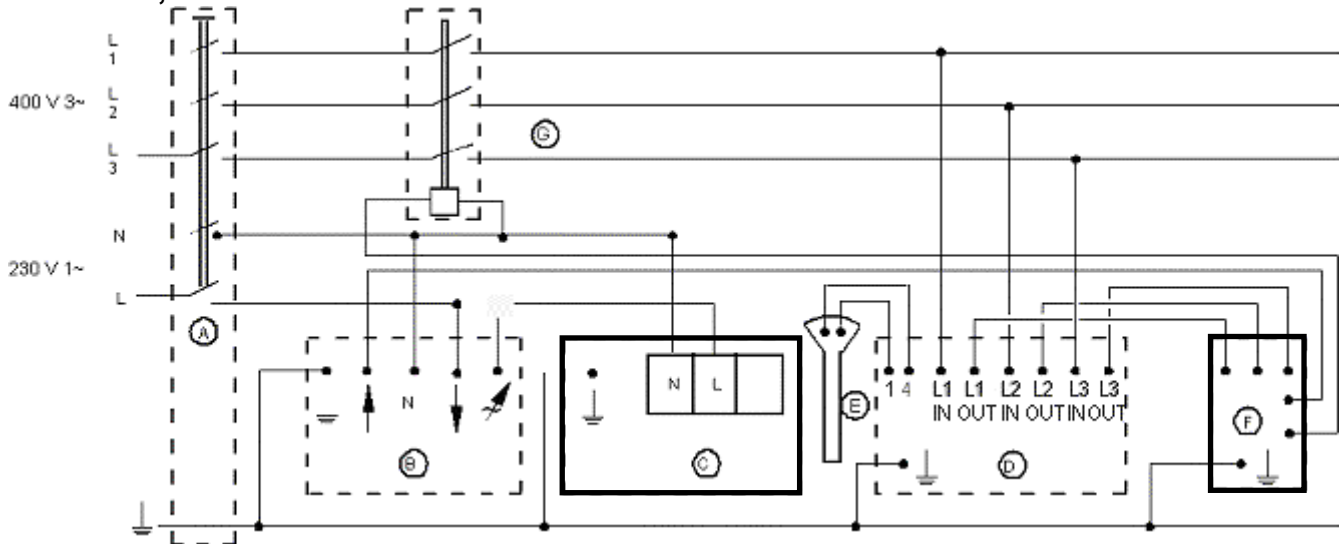 L
1
400 V 3~
L
2
G
L
3
N
230 V 1~
L
A
N
B
N L
C
E
1 4 L1 L1 L2 L2 L3 L3
IN OUT IN OUT IN OUT
D
F